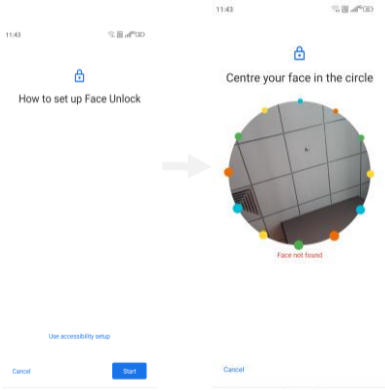 11:43
How to set up Face Unlock
Use accessibility setup
Cancel
Start
11:43
Centre your face in the circle
Face not found
Cancel